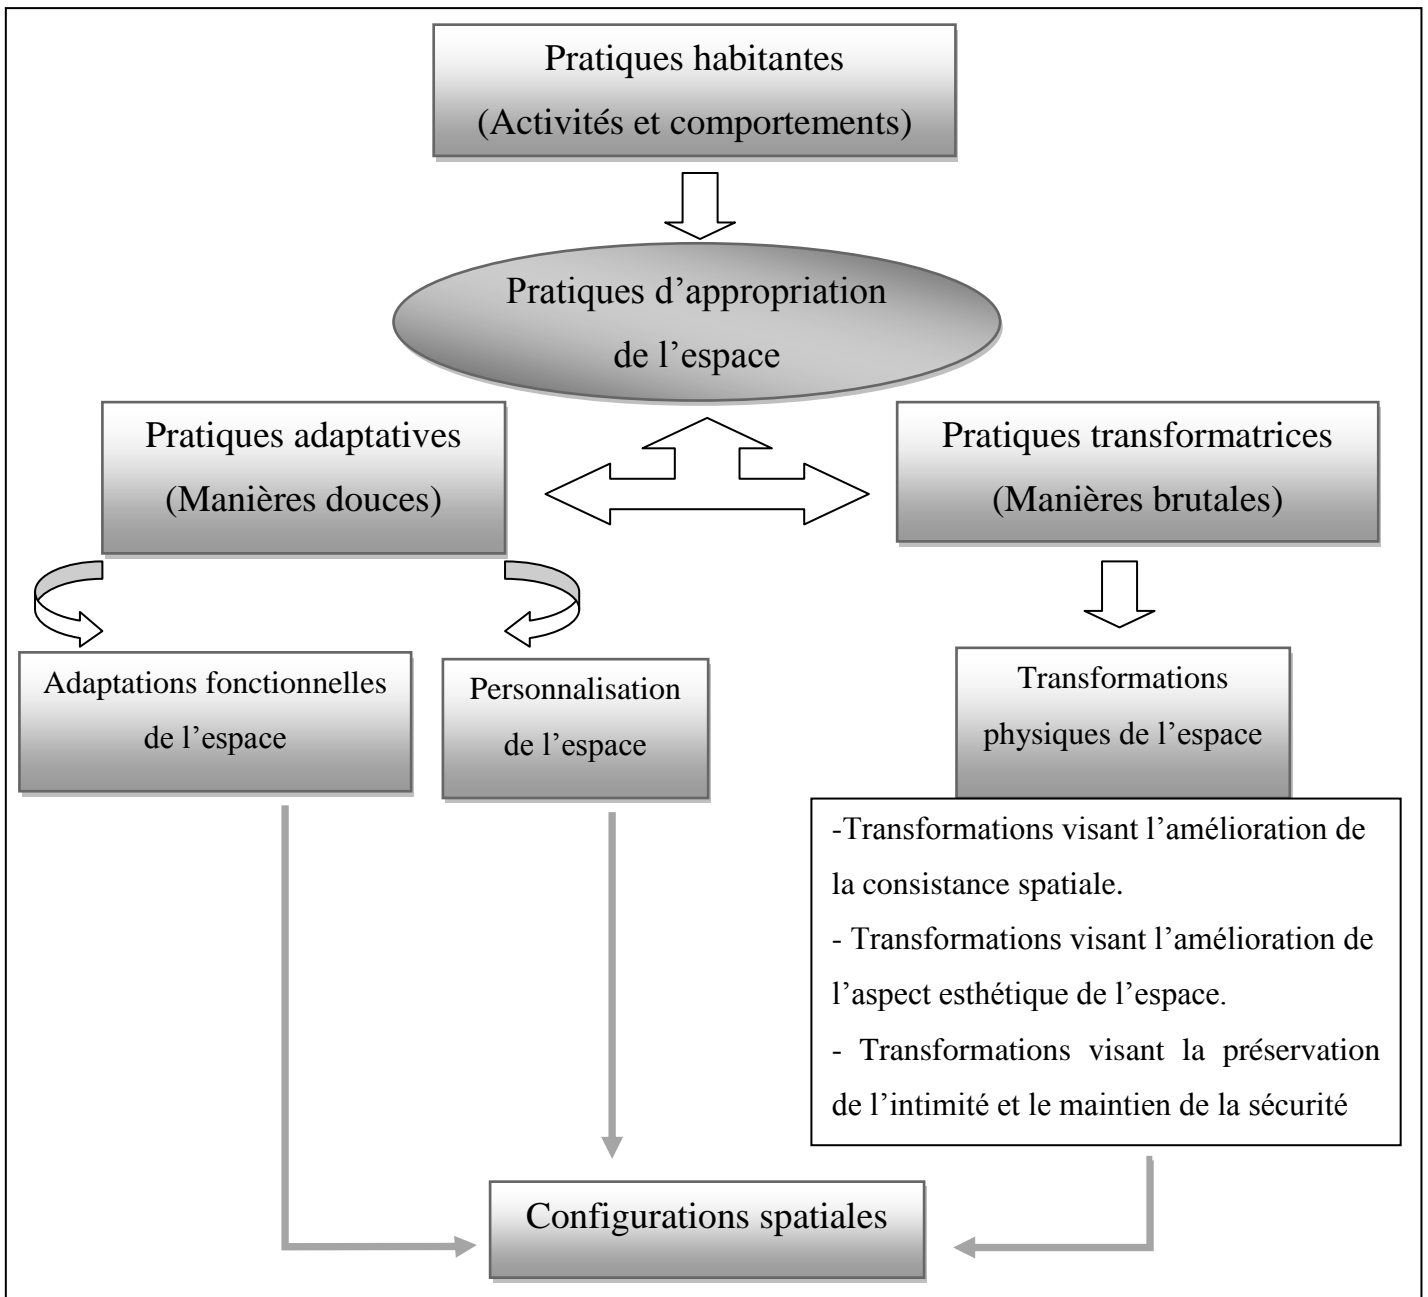 Pratiques habitantes
(Activités et comportements)
Pratiques d’appropriation
de l’espace
Pratiques adaptatives
(Manières douces)
Pratiques transformatrices
(Manières brutales)
Adaptations fonctionnelles
de l’espace
Personnalisation
de l’espace
Transformations
physiques de l’espace
-Transformations visant l’amélioration de
la consistance spatiale.
- Transformations visant l’amélioration de
l’aspect esthétique de l’espace.
- Transformations visant la préservation
de l’intimité et le maintien de la sécurité
Configurations spatiales